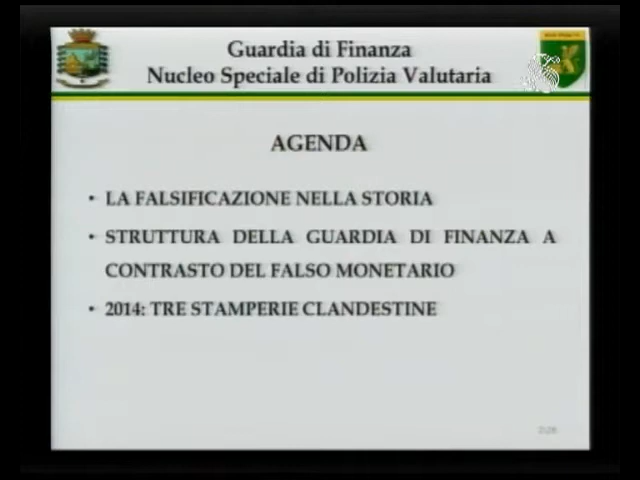 Guardia di Finanza
Nucleo Speciale di Polizia Valutaria
AGENDA
• LA FALSIFICAZIONE NELLA STORIA
• STRUTTURA DELLA GUARDIA DI FINANZA A
CONTRASTO DEL FALSO MONETARIO
• 2014: TRE STAMPERIE CLANDESTINE